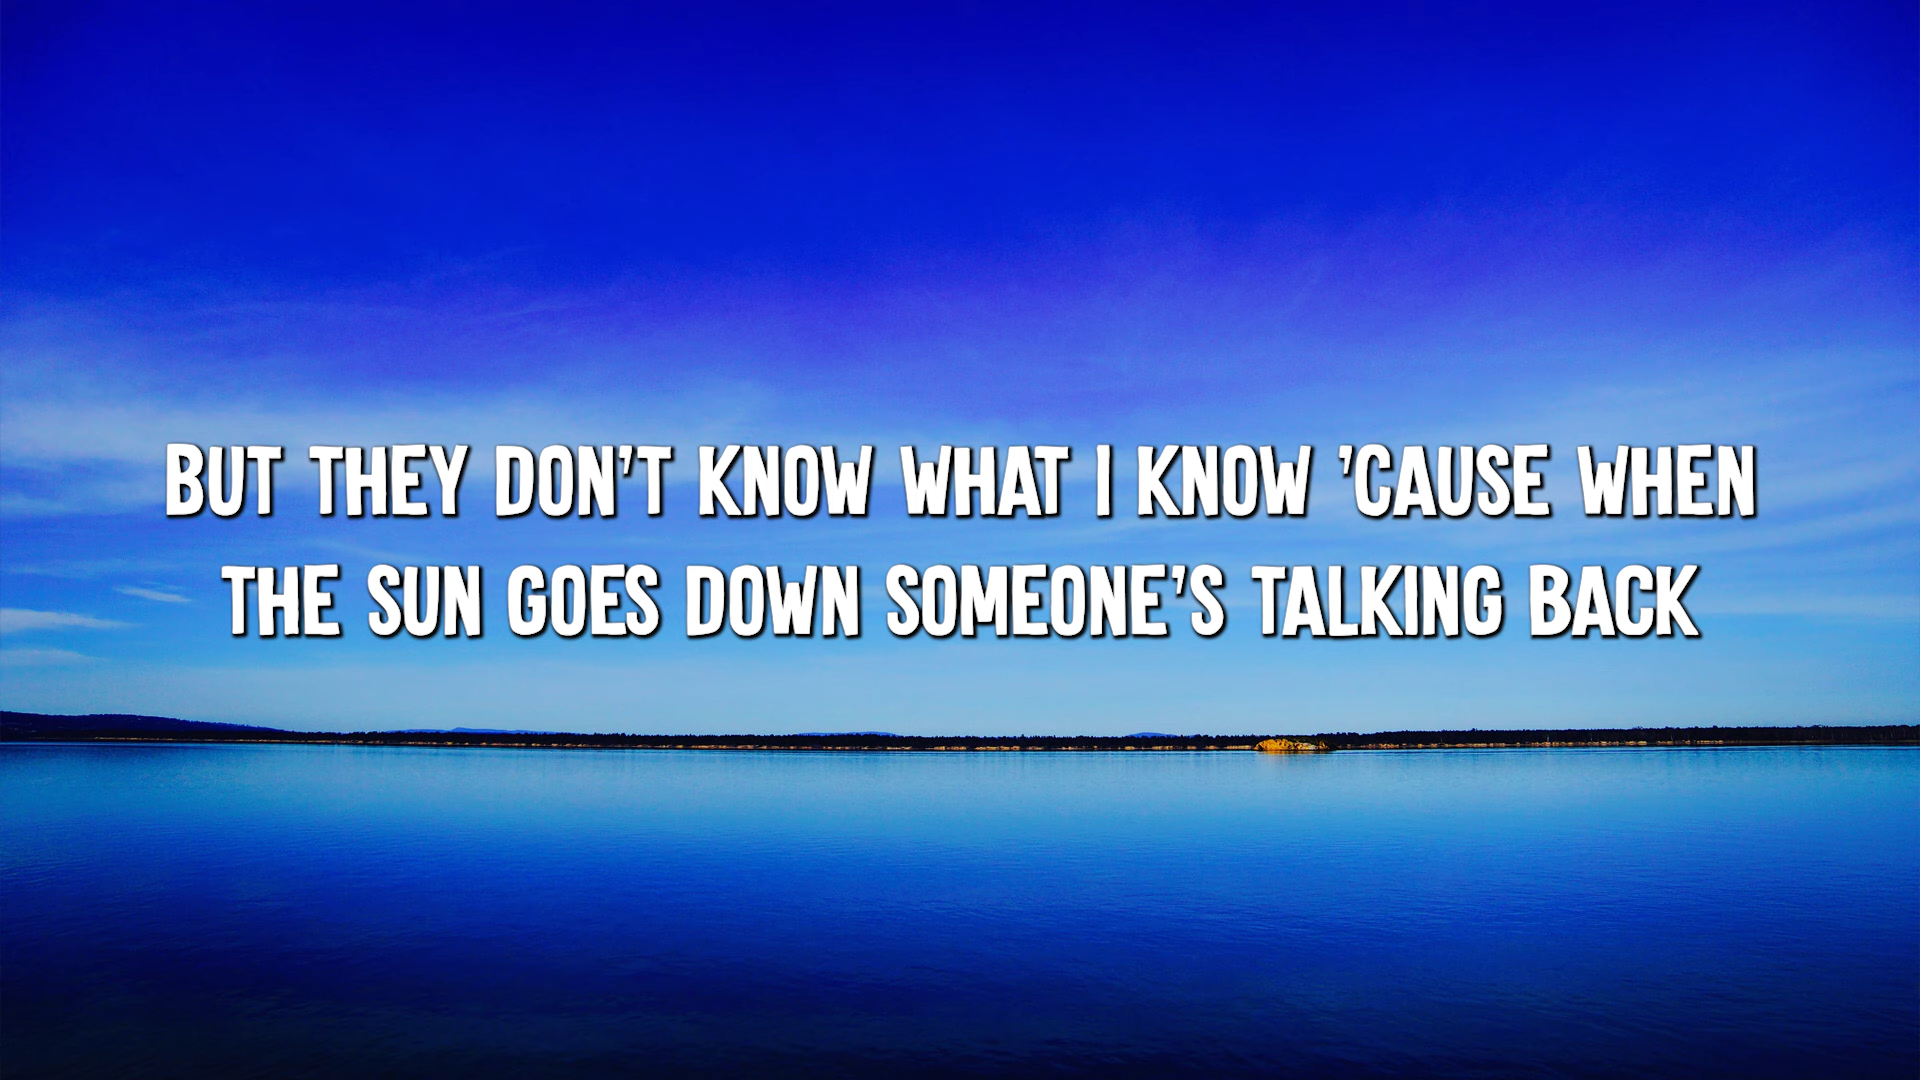 BUT THEY DON'T KNOW WHAT I KNOW 'CAUSE WHEN
THE SUN GOES DOWN SOMEONE'S TALKING BACK